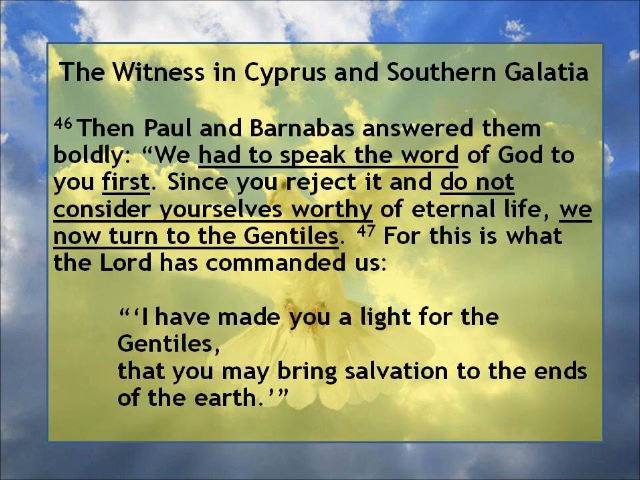 The Witness in Cyprus and Southern Galatia
46 Then Paul and Barnabas answered them
boldly: “We had to speak the word of God to
you first. Since you reject it and do not
consider yourselves worthy of eternal life, we
now turn to the Gentiles. 47 For this is what
the Lord has commanded us:
“‘I have made you a light for the
Gentiles,
that you may bring salvation to the ends
of the earth.’”